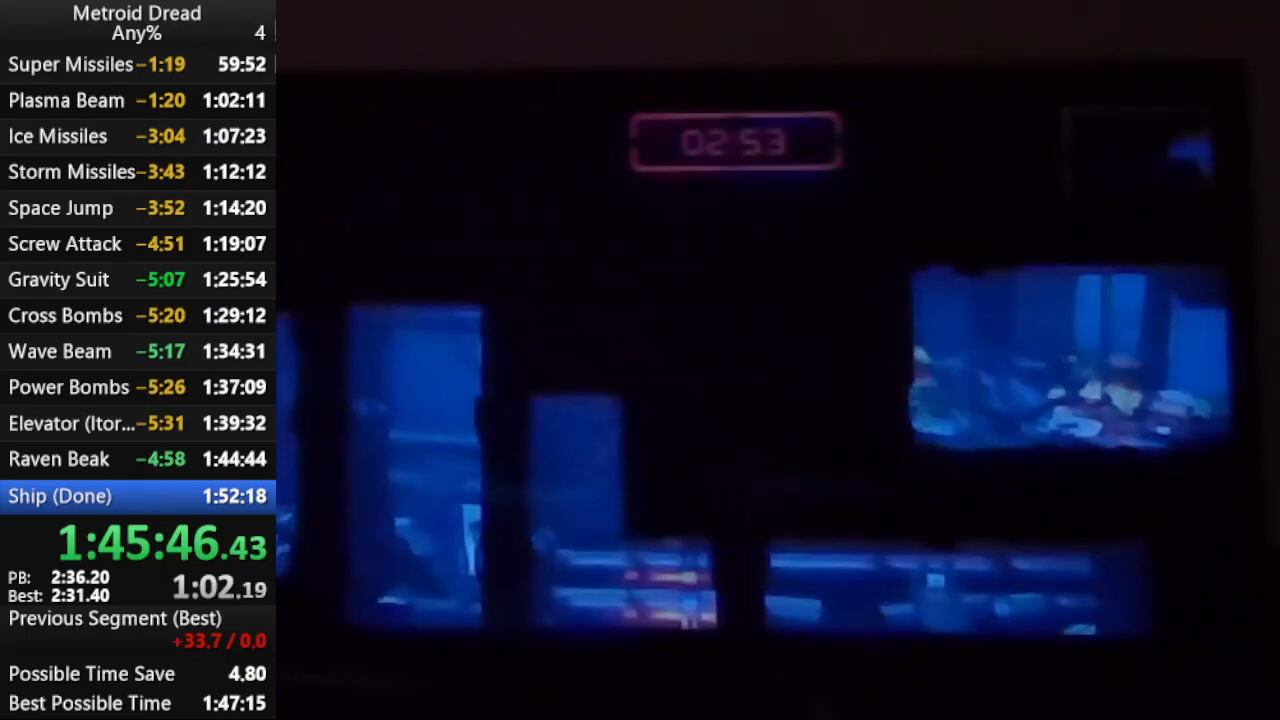 Metroid Dread
Any% 4
Super Missiles −1:19 59:52
Plasma Beam −1:20 1:02:11
Ice Missiles −3:04 1:07:23
Storm Missiles −3:43 1:12:12
Space Jump −3:52 1:14:20
Screw Attack −4:51 1:19:07
Gravity Suit −5:07 1:25:54
Cross Bombs −5:20 1:29:12
Wave Beam −5:17 1:34:31
Power Bombs −5:26 1:37:09
Elevator (Itor... −5:31 1:39:32
Raven Beak −4:58 1:44:44
Ship (Done) 1:52:18
1:45:46.43
PB: 2:36.20
Best: 2:31.40
1:02.19
Previous Segment (Best)
+33.7 / 0.0
Possible Time Save 4.80
Best Possible Time 1:47:15
02 53